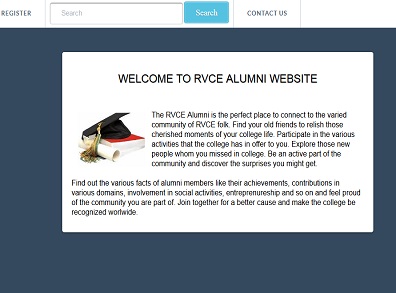 REGISTER
Search
Search
CONTACT US
WELCOME TO RVCE ALUMNI WEBSITE
The RVCE Alumni is the perfect place to connect to the varied
community of RVCE folk. Find your old friends to relish those
cherished moments of your college life. Participate in the various
activities that the college has in offer to you. Explore those new
people whom you missed in college. Be an active part of the
community and discover the surprises you might get.
Find out the various facts of alumni members like their achievements, contributions in
various domains, involvement in social activities, entreprenureship and so on and feel proud
of the community you are part of. Join together for a better cause and make the college be
recognized worlwide.